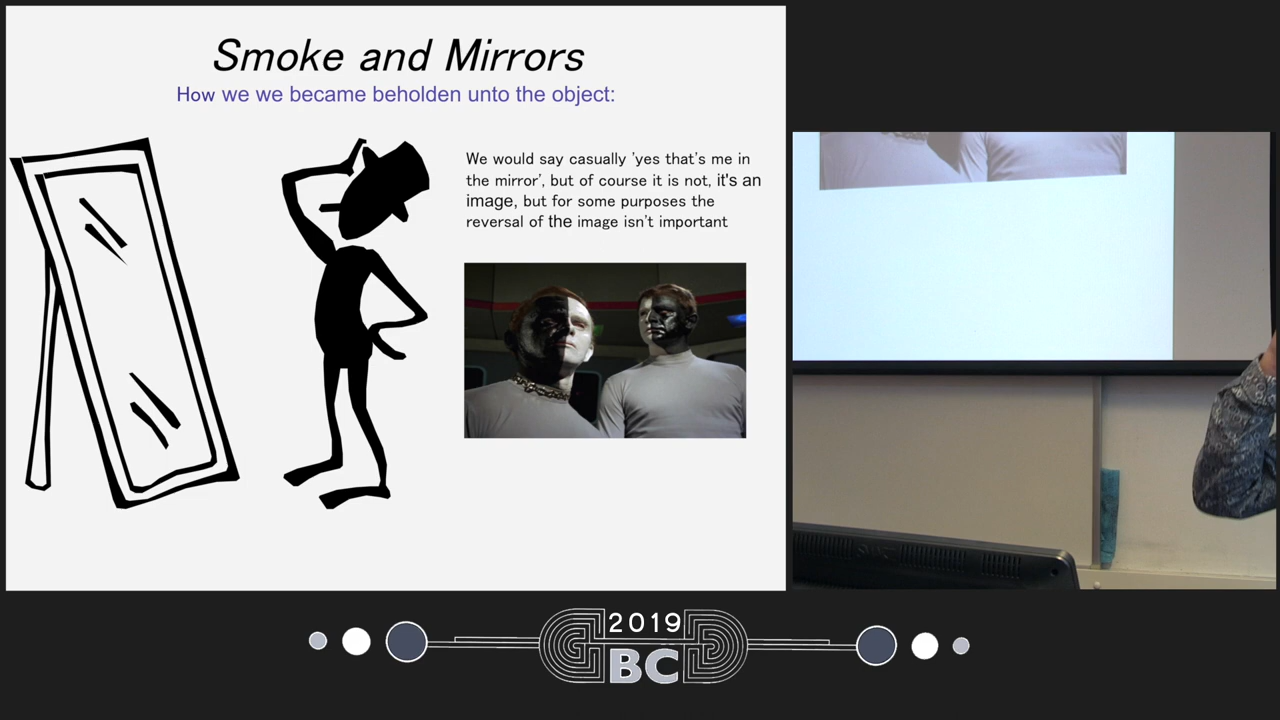 Smoke and Mirrors
How we we became beholden unto the object:
We would say casually 'yes that's me in
the mirror', but of course it is not, it's an
image, but for some purposes the
reversal of the image isn't important
2019
BC